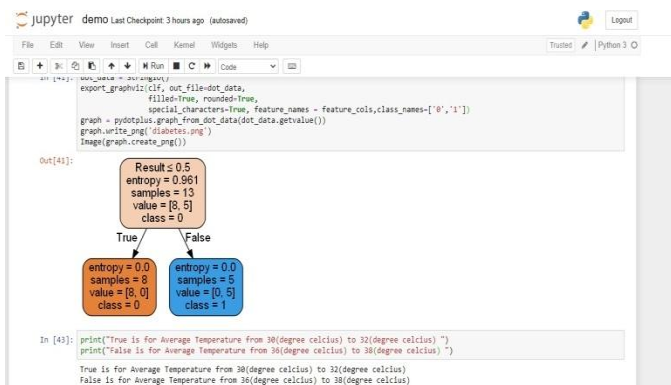 jupyter demo Last Checkpoint: 3 hours ago (autosaved)
Logout
File Edit View Insert Cell Kernel Widgets Help
Trusted Python 3
Run Code
In [41]: dot_data = StringIO()
export_graphviz(clf, out_file=dot_data,
filled=True, rounded=True,
special_characters=True, feature_names = feature_cols,class_names=['0','1'])
graph = pydotplus.graph_from_dot_data(dot_data.getvalue())
graph.write_png('diabetes.png')
Image(graph.create_png())
Out[41]:
Result ≤ 0.5
entropy = 0.961
samples = 13
value = [8, 5]
class = 0
True False
entropy = 0.0 entropy = 0.0
samples = 8 samples = 5
value = [8, 0] value = [0, 5]
class = 0 class = 1
In [43]: print("True is for Average Temperature from 30(degree celcius) to 32(degree celcius) ")
print("False is for Average Temperature from 36(degree celcius) to 38(degree celcius) ")
True is for Average Temperature from 30(degree celcius) to 32(degree celcius)
False is for Average Temperature from 36(degree celcius) to 38(degree celcius)